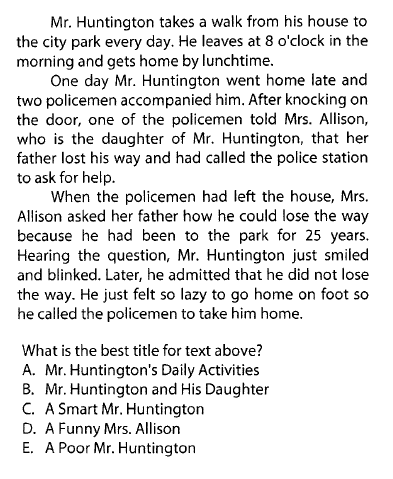 Mr. Huntington takes a walk from his house to
the city park every day. He leaves at 8 o'clock in the
morning and gets home by lunchtime.
One day Mr. Huntington went home late and
two policemen accompanied him. After knocking on
the door, one of the policemen told Mrs. Allison,
who is the daughter of Mr. Huntington, that her
father lost his way and had called the police station
to ask for help.
When the policemen had left the house, Mrs.
Allison asked her father how he could lose the way
because he had been to the park for 25 years.
Hearing the question, Mr. Huntington just smiled
and blinked. Later, he admitted that he did not lose
the way. He just felt so lazy to go home on foot so
he called the policemen to take him home.
What is the best title for text above?
A. Mr. Huntington's Daily Activities
B. Mr. Huntington and His Daughter
C. A Smart Mr. Huntington
D. A Funny Mrs. Allison
E. A Poor Mr. Huntington